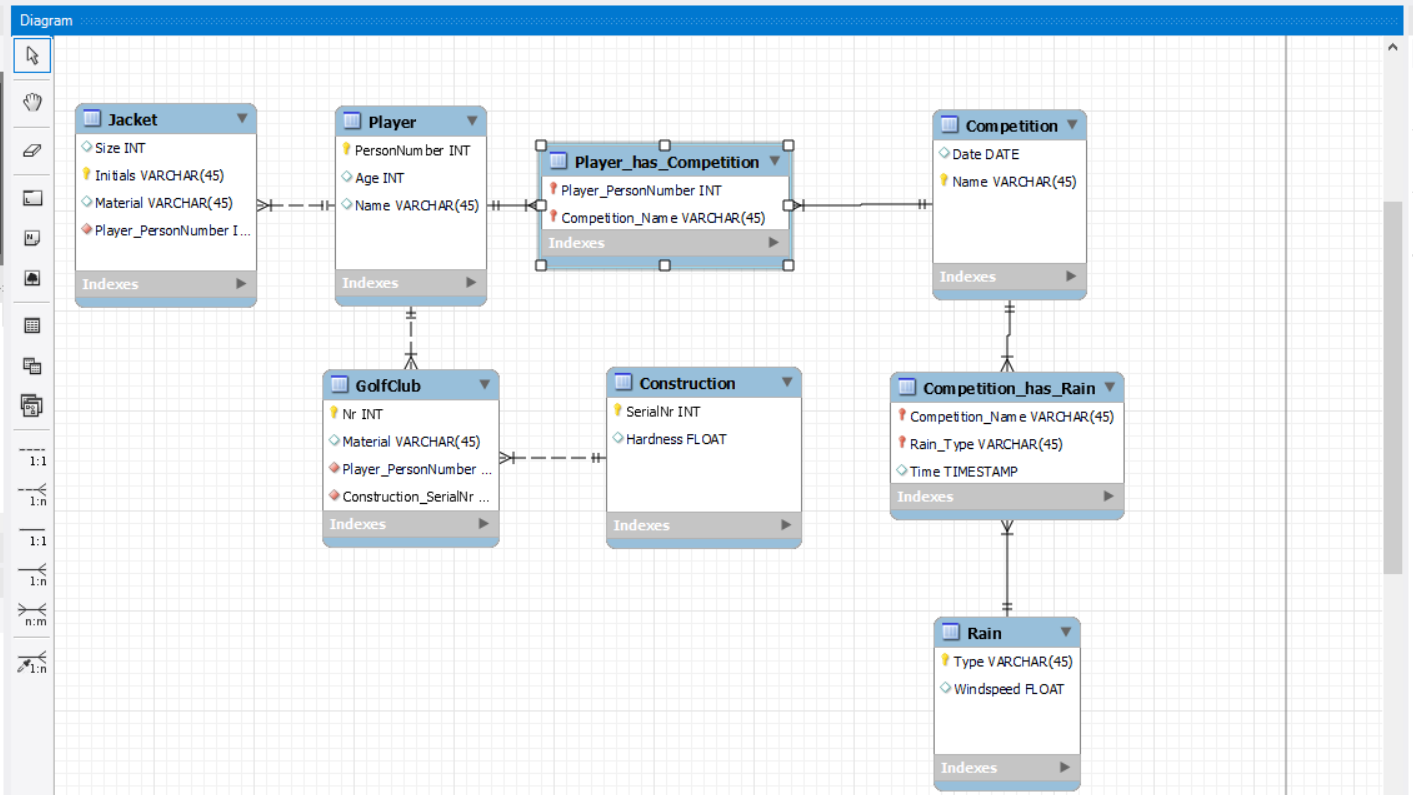 Diagram
Jacket
Size INT
Initials VARCHAR(45)
Material VARCHAR(45)
Player_PersonNumber I...
Indexes
Player
PersonNumber INT
Age INT
Name VARCHAR(45)
Indexes
Player_has_Competition
Player_PersonNumber INT
Competition_Name VARCHAR(45)
Indexes
Competition
Date DATE
Name VARCHAR(45)
Indexes
GolfClub
Nr INT
Material VARCHAR(45)
Player_PersonNumber ...
Construction_SerialNr ...
Indexes
Construction
SerialNr INT
Hardness FLOAT
Indexes
Competition_has_Rain
Competition_Name VARCHAR(45)
Rain_Type VARCHAR(45)
Time TIMESTAMP
Indexes
Rain
Type VARCHAR(45)
Windspeed FLOAT
Indexes
1:1
1:n
1:1
1:n
n:m
1:n